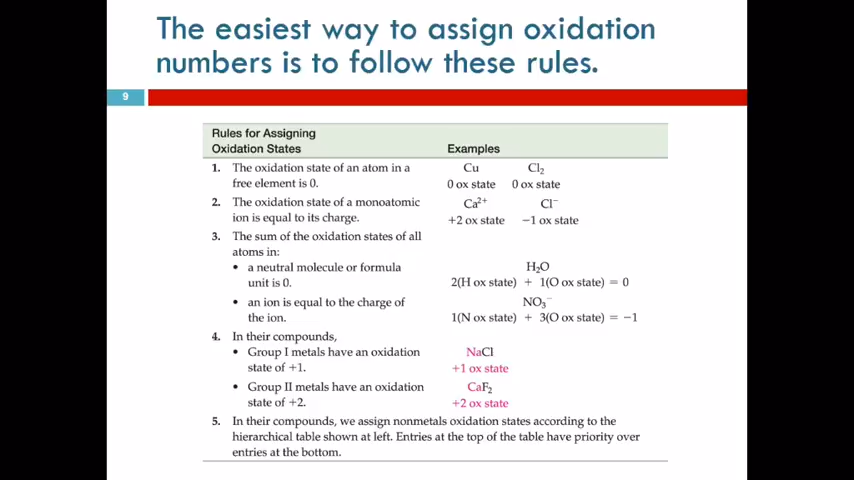 The easiest way to assign oxidation
numbers is to follow these rules.
9
Rules for Assigning
Oxidation States
Examples
1. The oxidation state of an atom in a
free element is 0.
Cu Cl₂
0 ox state 0 ox state
2. The oxidation state of a monoatomic
ion is equal to its charge.
Ca²⁺ Cl⁻
+2 ox state −1 ox state
3. The sum of the oxidation states of all
atoms in:
• a neutral molecule or formula
unit is 0.
H₂O
2(H ox state) + 1(O ox state) = 0
• an ion is equal to the charge of
the ion.
NO₃⁻
1(N ox state) + 3(O ox state) = −1
4. In their compounds,
• Group I metals have an oxidation
state of +1.
NaCl
+1 ox state
• Group II metals have an oxidation
state of +2.
CaF₂
+2 ox state
5. In their compounds, we assign nonmetals oxidation states according to the
hierarchical table shown at left. Entries at the top of the table have priority over
entries at the bottom.